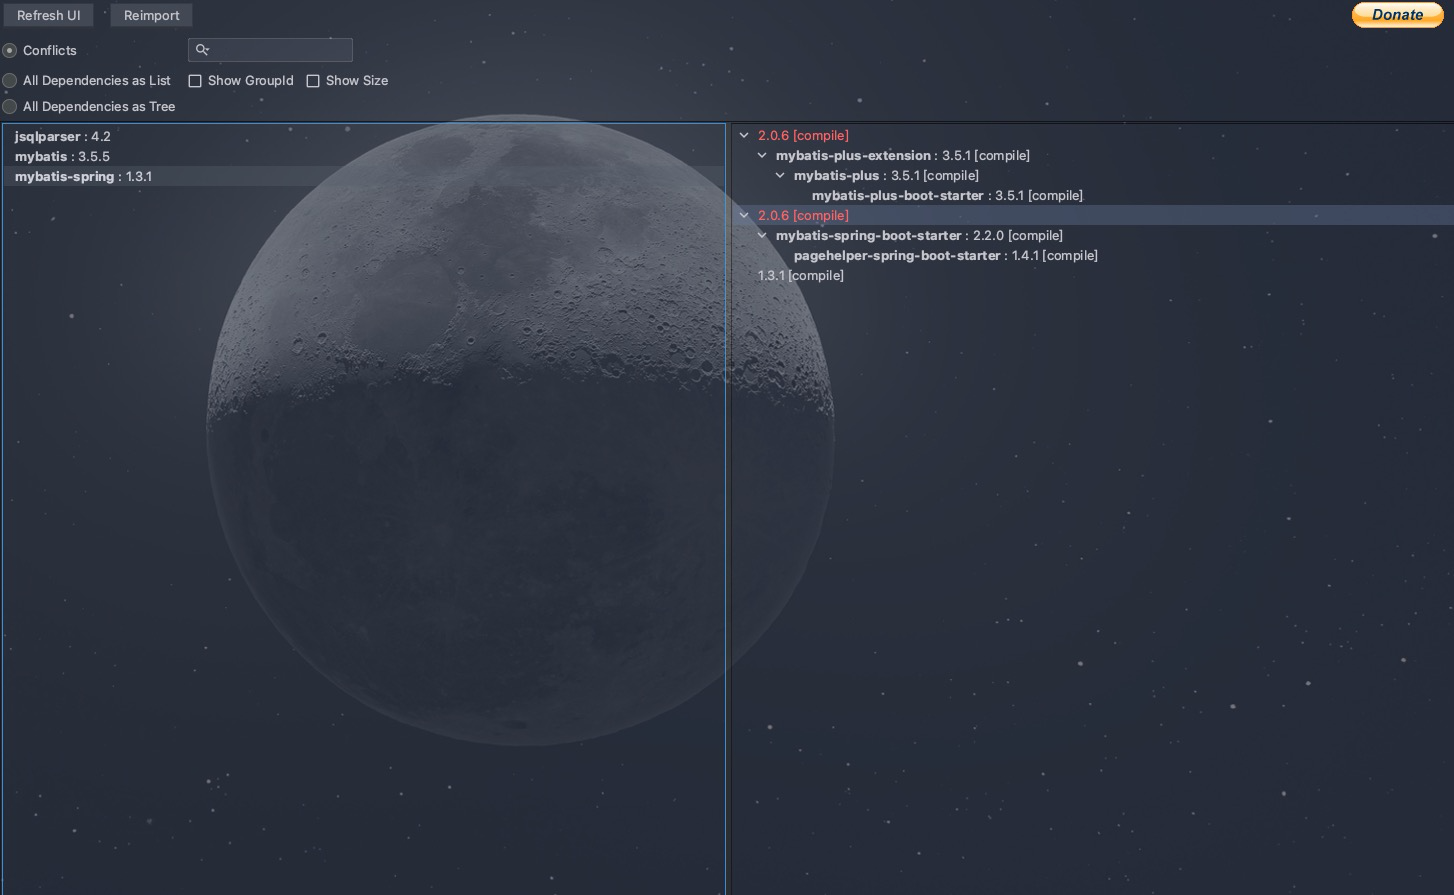 Refresh UI
Reimport
Donate
Conflicts
All Dependencies as List
Show GroupId
Show Size
All Dependencies as Tree
jsqlparser : 4.2
mybatis : 3.5.5
mybatis-spring : 1.3.1
2.0.6 [compile]
mybatis-plus-extension : 3.5.1 [compile]
mybatis-plus : 3.5.1 [compile]
mybatis-plus-boot-starter : 3.5.1 [compile]
2.0.6 [compile]
mybatis-spring-boot-starter : 2.2.0 [compile]
pagehelper-spring-boot-starter : 1.4.1 [compile]
1.3.1 [compile]